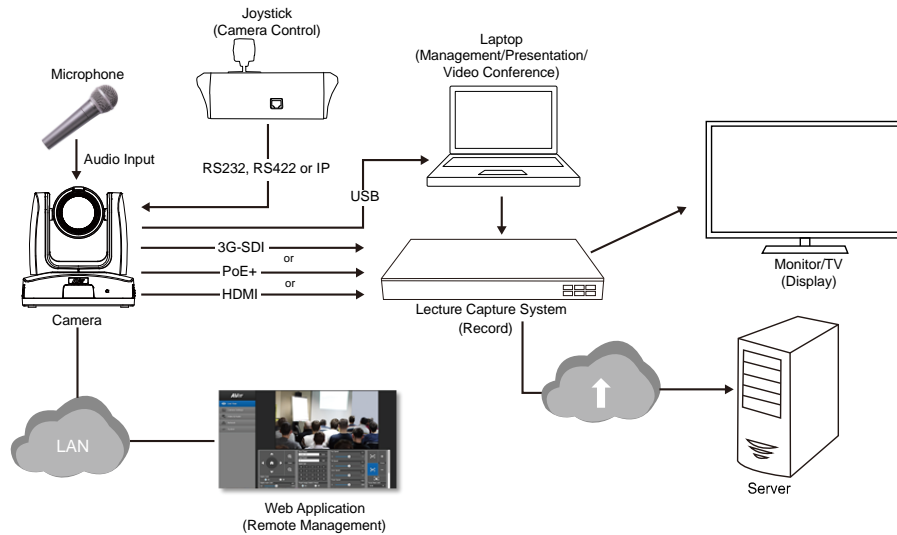 Joystick
(Camera Control)
Laptop
(Management/Presentation/
Video Conference)
Microphone
Audio Input
RS232, RS422 or IP
USB
3G-SDI
or
PoE+
or
HDMI
Camera
Lecture Capture System
(Record)
Monitor/TV
(Display)
LAN
AVer
Web Application
(Remote Management)
Server